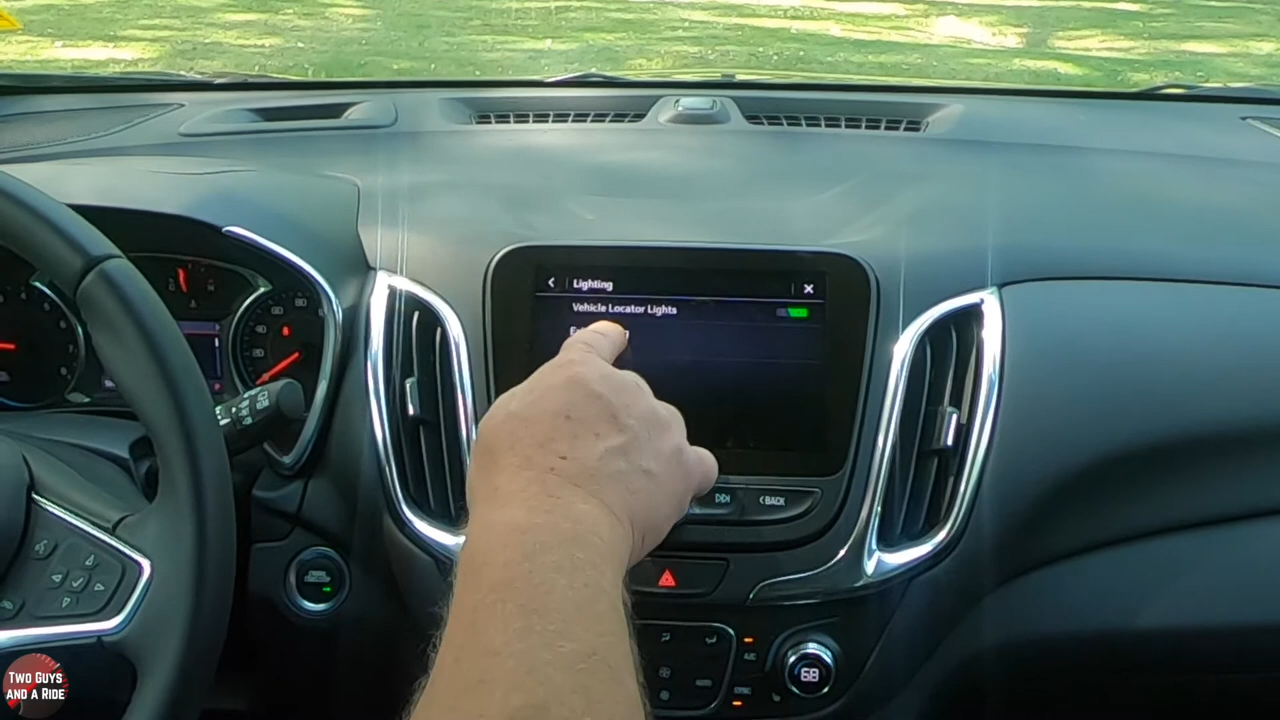 Lighting
Vehicle Locator Lights
<BACK
A/C
68
TWO GUYS
AND A RIDE